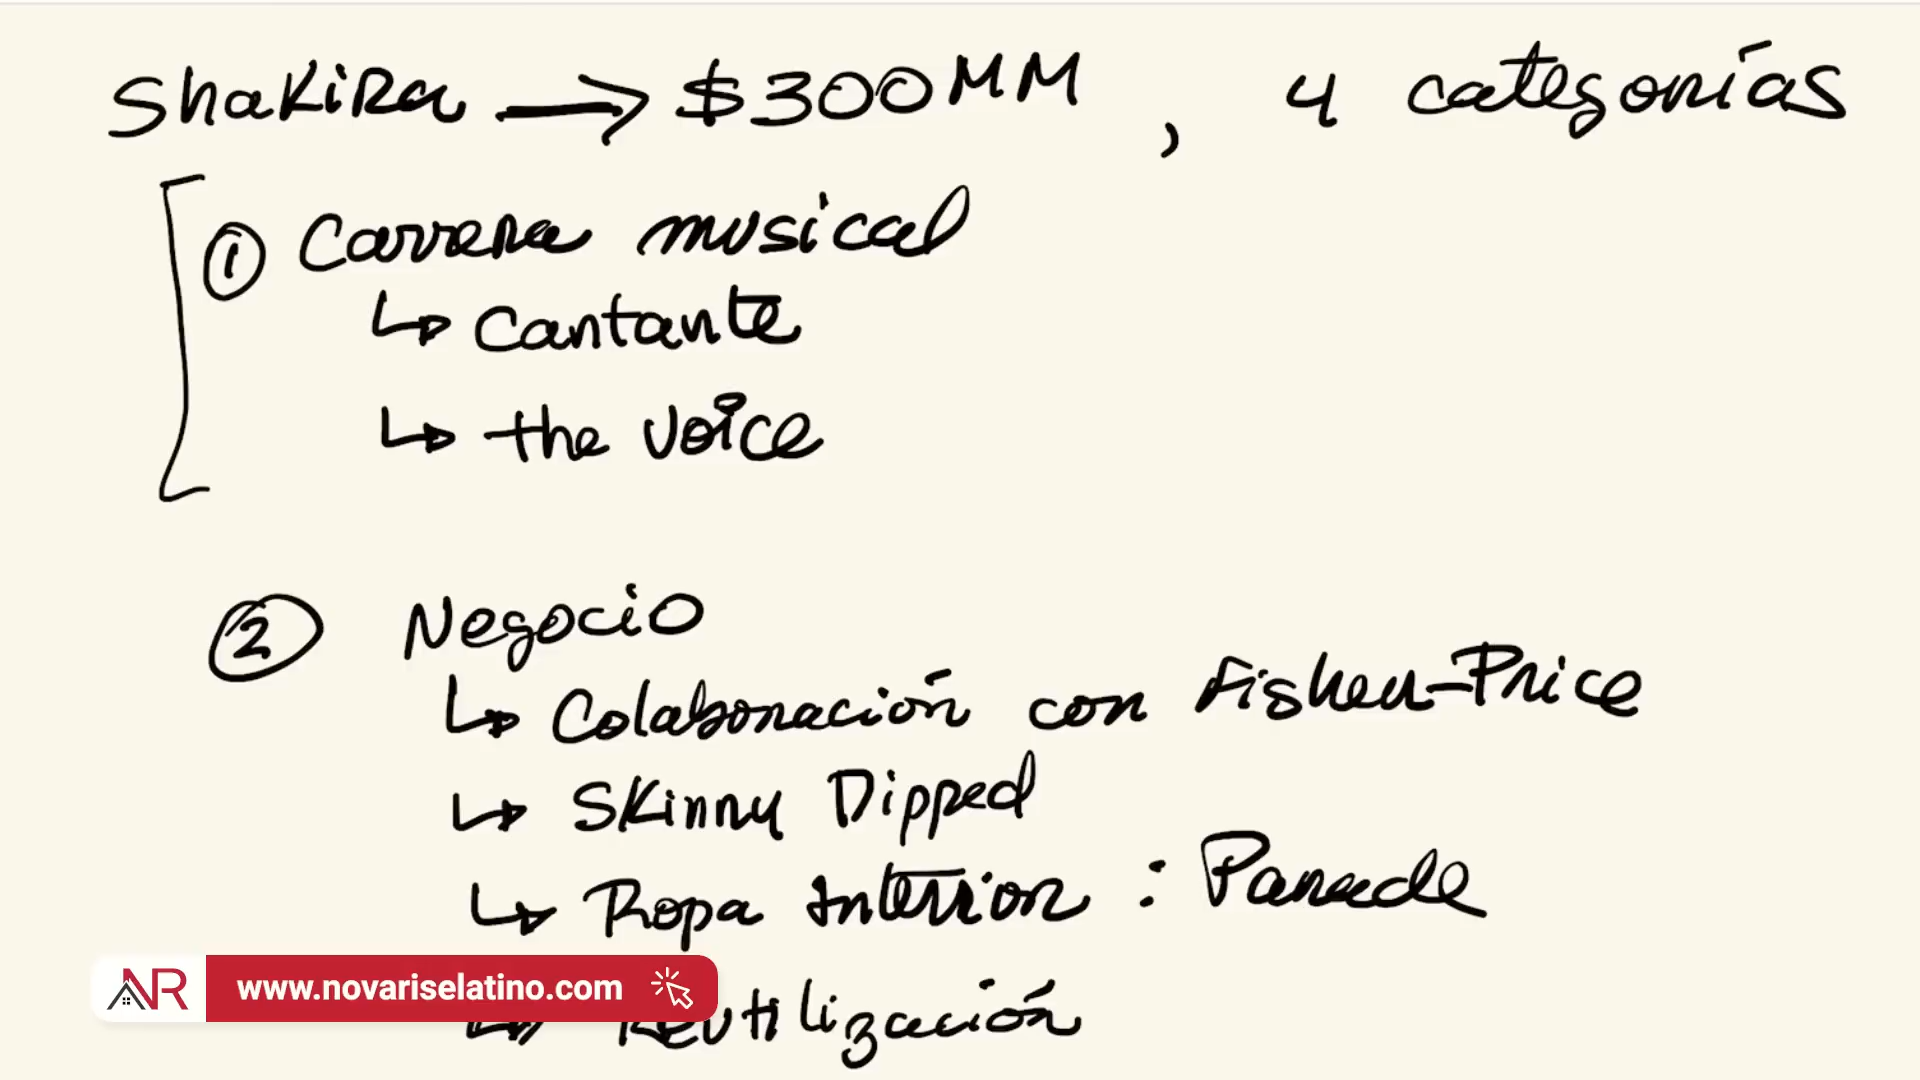 Shakira → $300MM, 4 categorías
① Carrera musical
↳ Cantante
↳ the voice
② Negocio
↳ Colaboración con Fisher-Price
↳ Skinny Dipped
↳ Ropa Interior : Parade
↳ Reutilización
NR www.novariselatino.com